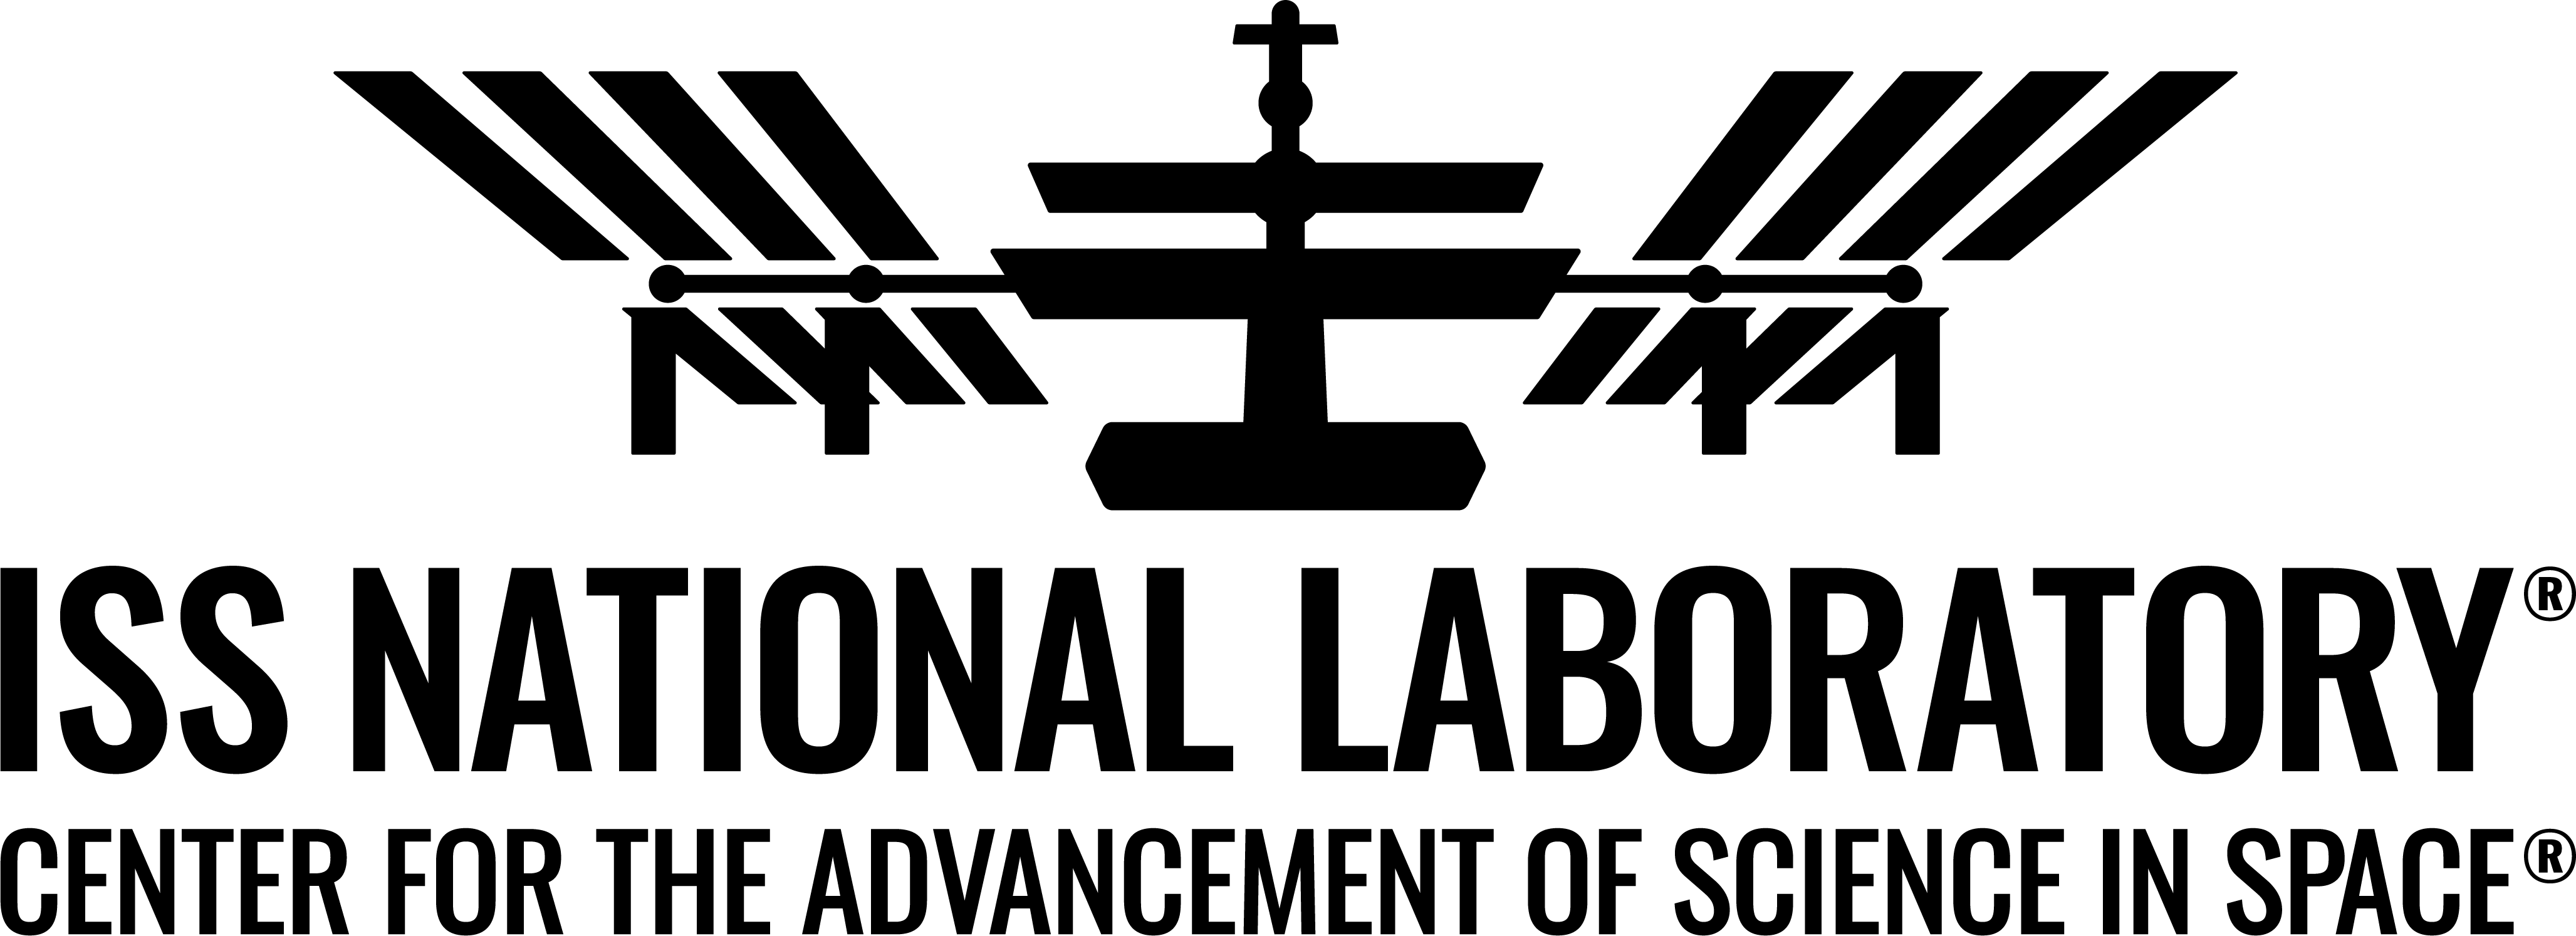 ISS NATIONAL LABORATORY®
CENTER FOR THE ADVANCEMENT OF SCIENCE IN SPACE®